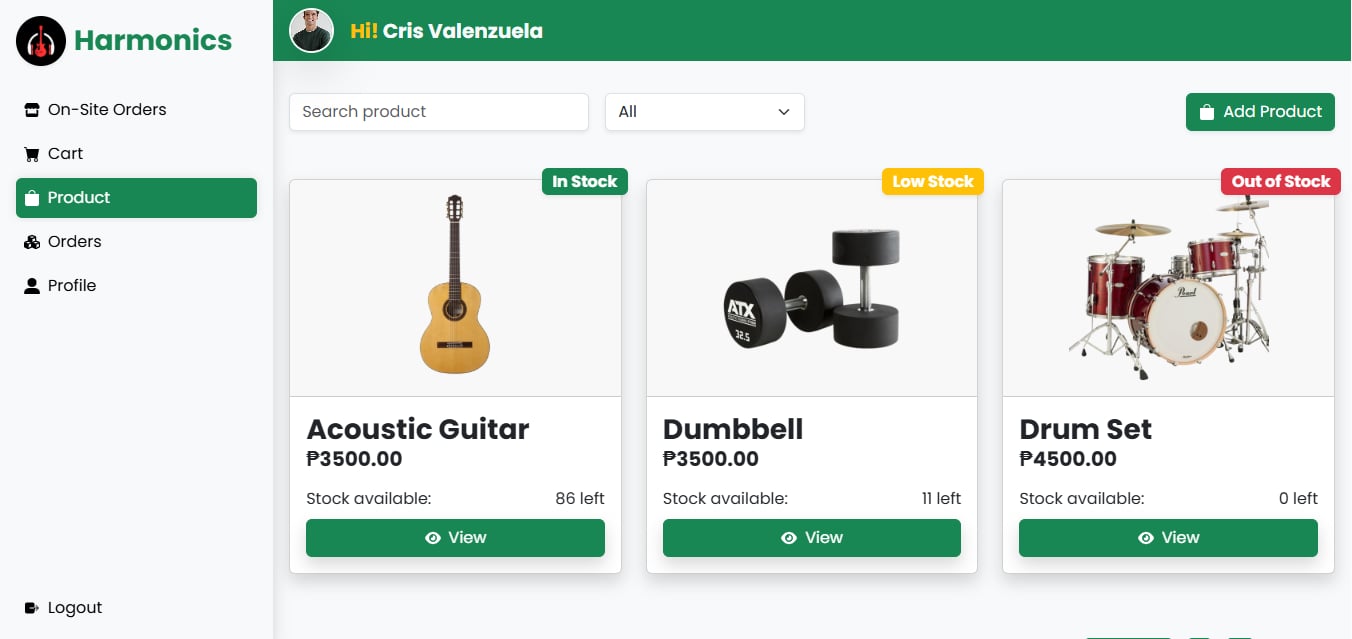 Harmonics
Hi! Cris Valenzuela
On-Site Orders
Cart
Product
Orders
Profile
Logout
Search product
All
Add Product
In Stock
Acoustic Guitar
₱3500.00
Stock available: 86 left
View
Low Stock
ATX
32.5
Dumbbell
₱3500.00
Stock available: 11 left
View
Out of Stock
Pearl
Drum Set
₱4500.00
Stock available: 0 left
View